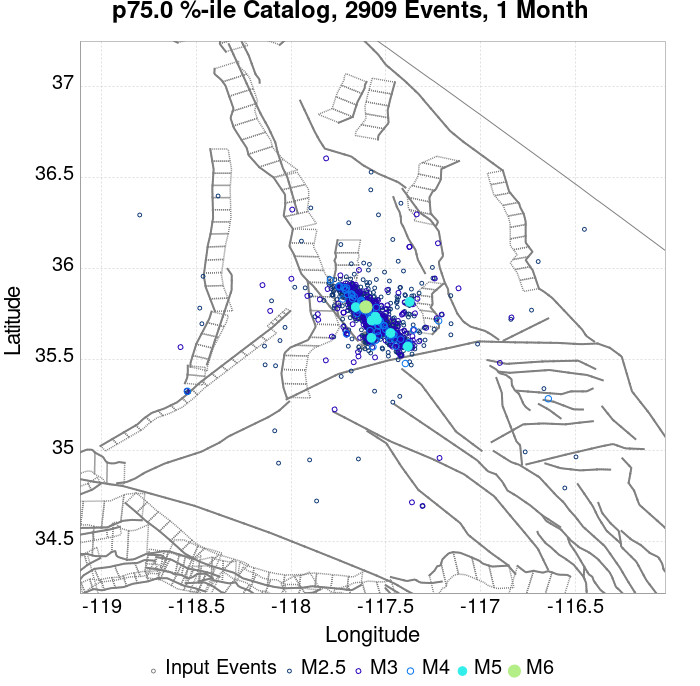 p75.0 %-ile Catalog, 2909 Events, 1 Month
37
36.5
36
35.5
35
34.5
Latitude
-119 -118.5 -118 -117.5 -117 -116.5
Longitude
Input Events M2.5 M3 M4 M5 M6